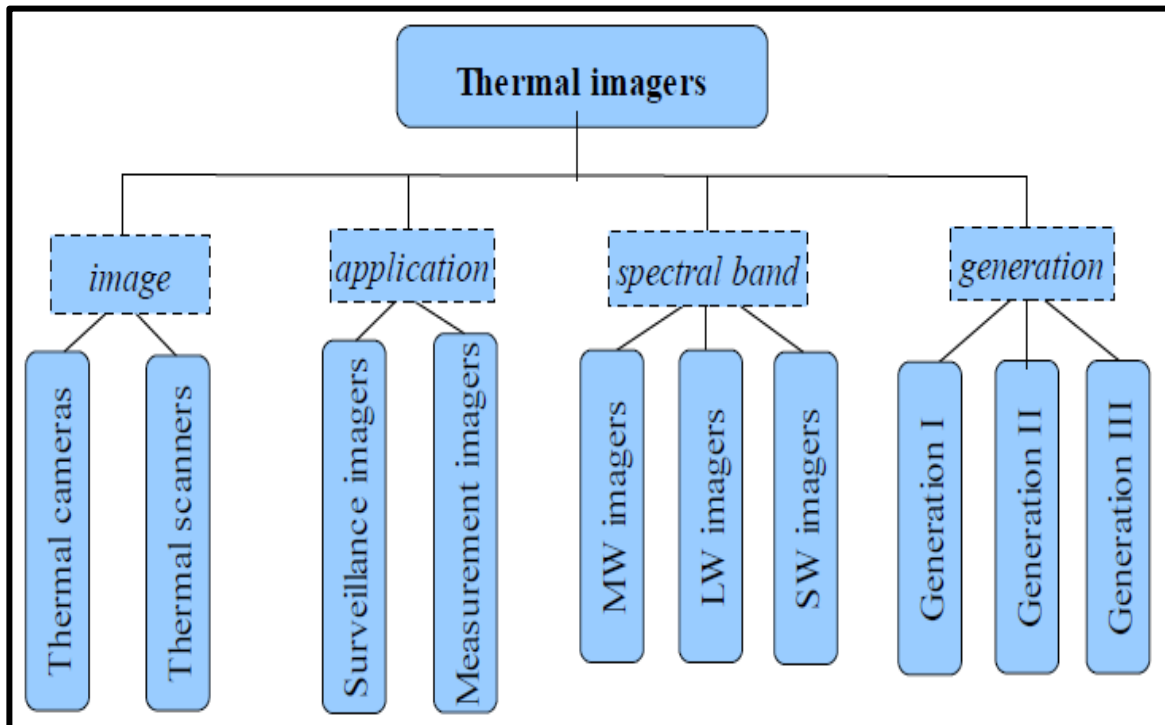 Thermal imagers
image
application
spectral band
generation
Thermal cameras
Thermal scanners
Surveillance imagers
Measurement imagers
MW imagers
LW imagers
SW imagers
Generation I
Generation II
Generation III